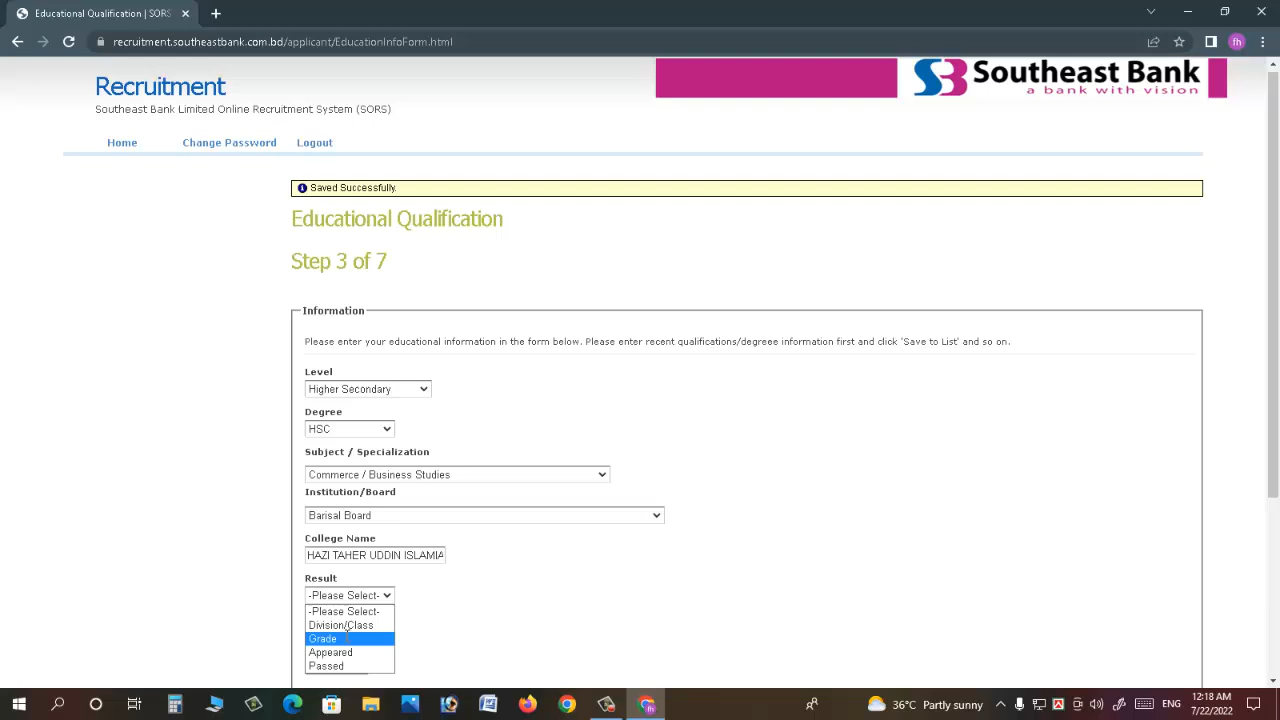 Educational Qualification | SORS
recruitment.southeastbank.com.bd/applicant/EducationInfoForm.html
fh
Recruitment
Southeast Bank Limited Online Recruitment System (SORS)
Southeast Bank
a bank with vision
Home Change Password Logout
Saved Successfully.
Educational Qualification
Step 3 of 7
Information
Please enter your educational information in the form below. Please enter recent qualifications/degreee information first and click 'Save to List' and so on.
Level
Higher Secondary
Degree
HSC
Subject / Specialization
Commerce / Business Studies
Institution/Board
Barisal Board
College Name
HAZI TAHER UDDIN ISLAMIA
Result
-Please Select-
-Please Select-
Division/Class
Grade
Appeared
Passed
36°C Partly sunny
ENG
12:18 AM
7/22/2022